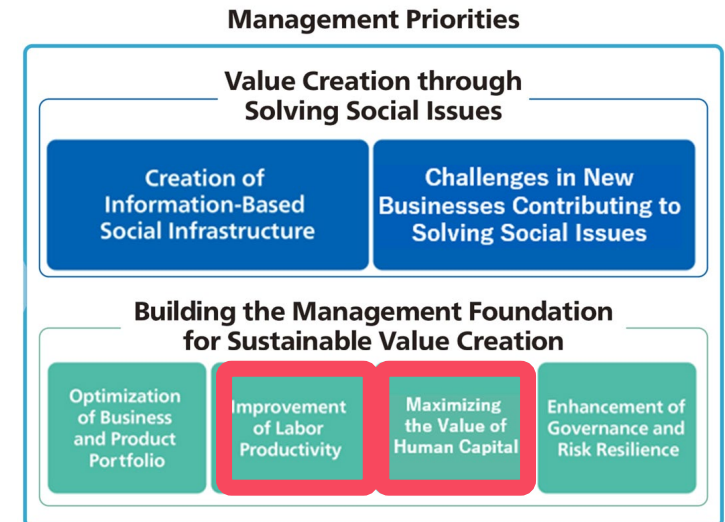 Management Priorities
Value Creation through
Solving Social Issues
Creation of
Information-Based
Social Infrastructure
Challenges in New
Businesses Contributing to
Solving Social Issues
Building the Management Foundation
for Sustainable Value Creation
Optimization
of Business
and Product
Portfolio
Improvement
of Labor
Productivity
Maximizing
the Value of
Human Capital
Enhancement of
Governance and
Risk Resilience